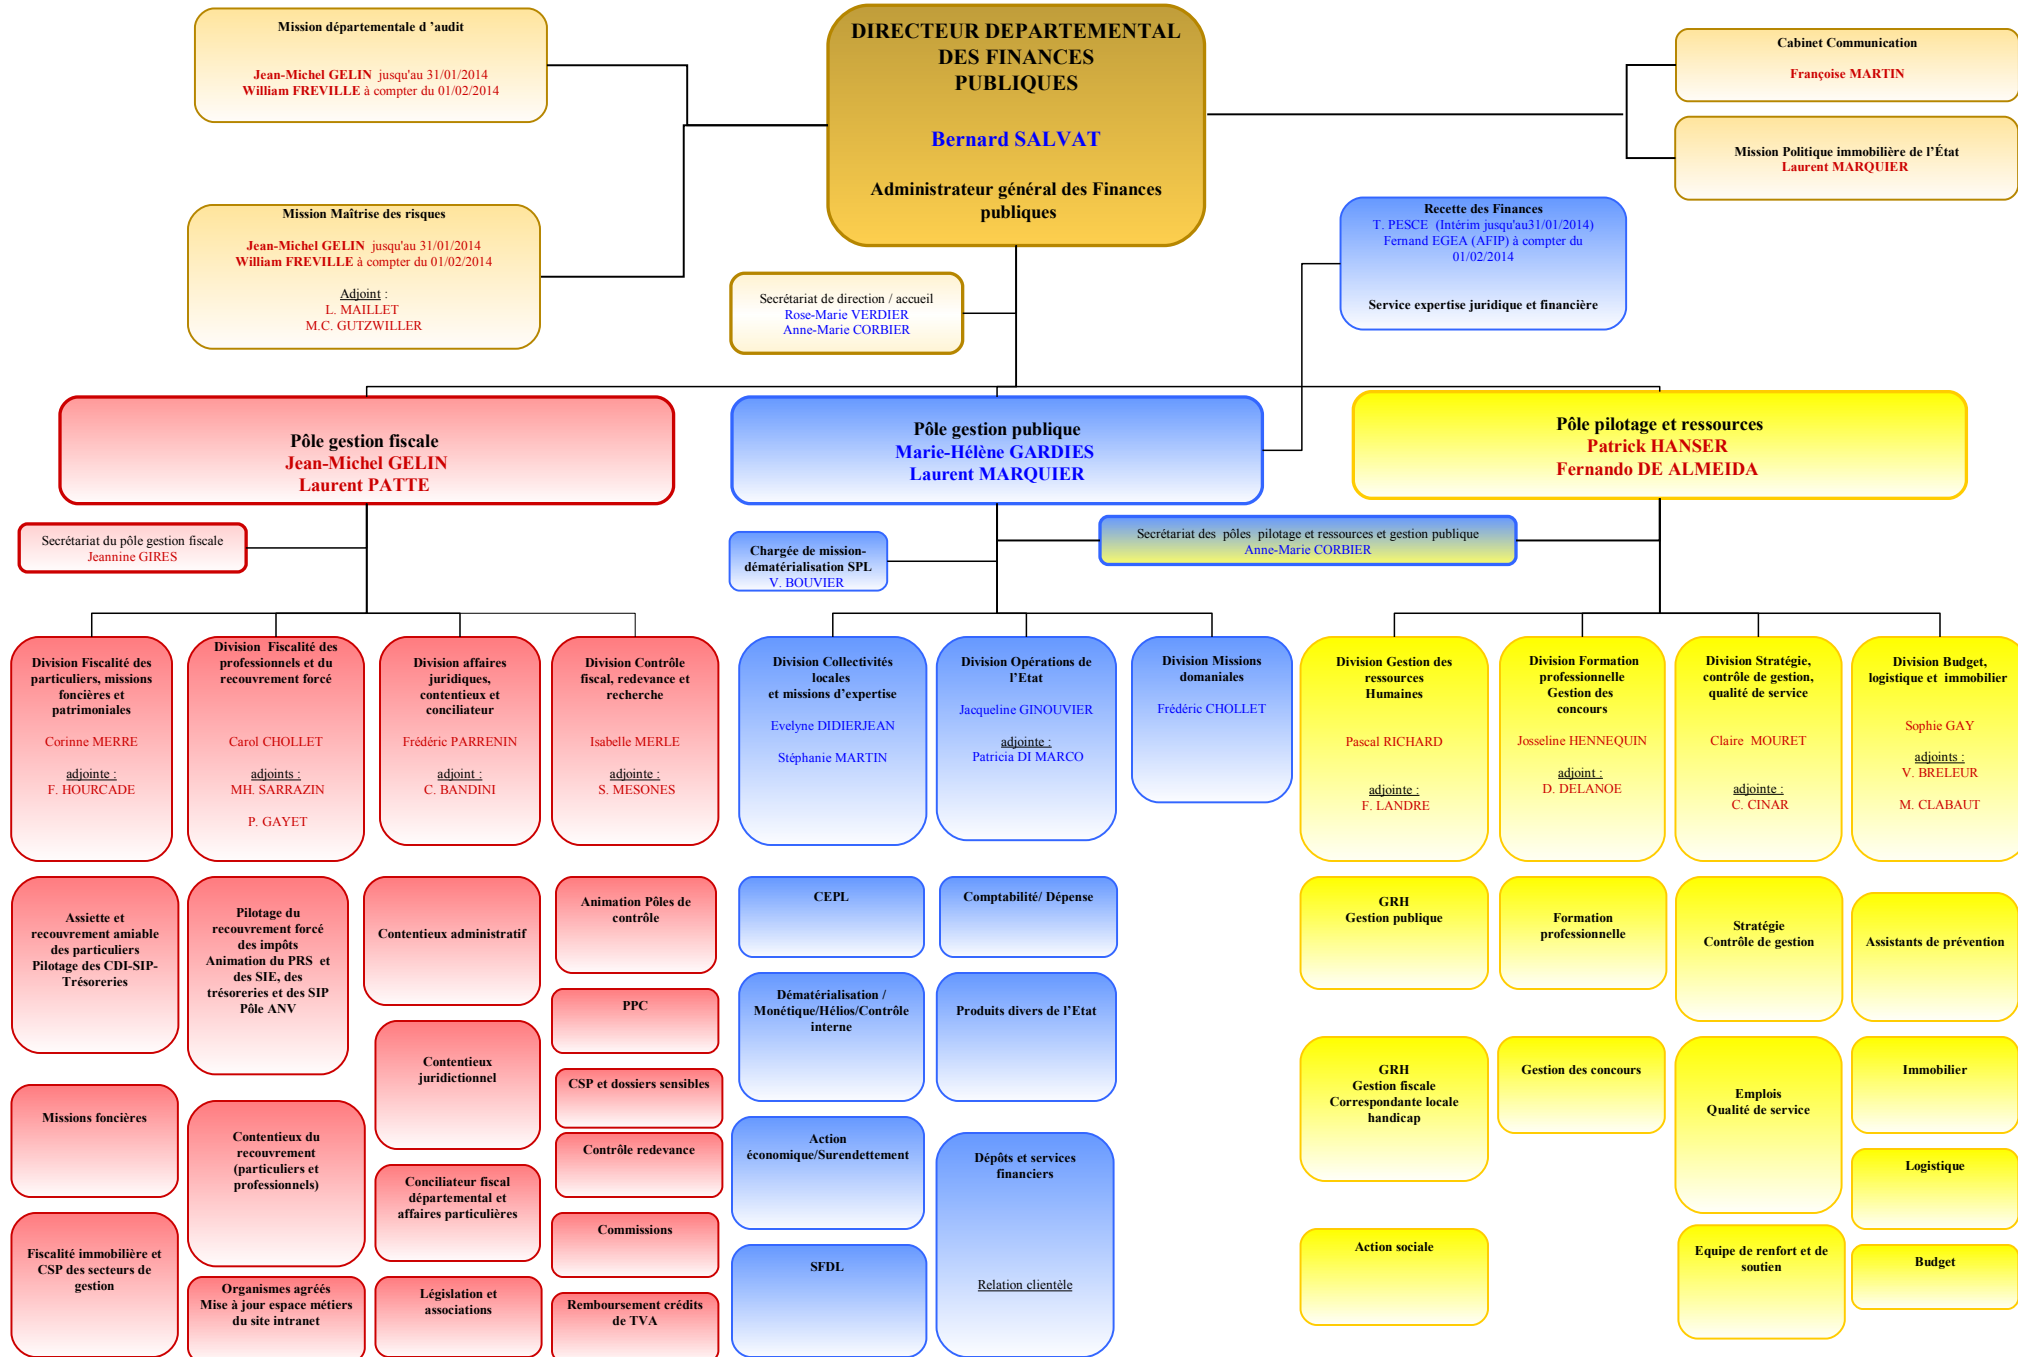 Mission départementale d 'audit
Jean-Michel GELIN jusqu'au 31/01/2014
William FREVILLE à compter du 01/02/2014
DIRECTEUR DEPARTEMENTAL
DES FINANCES
PUBLIQUES
Bernard SALVAT
Administrateur général des Finances
publiques
Cabinet Communication
Françoise MARTIN
Mission Politique immobilière de l'État
Laurent MARQUIER
Mission Maîtrise des risques
Jean-Michel GELIN jusqu'au 31/01/2014
William FREVILLE à compter du 01/02/2014
Adjoint :
L. MAILLET
M.C. GUTZWILLER
Recette des Finances
T. PESCE (Intérim jusqu'au31/01/2014)
Fernand EGEA (AFIP) à compter du
01/02/2014
Service expertise juridique et financière
Secrétariat de direction / accueil
Rose-Marie VERDIER
Anne-Marie CORBIER
Pôle gestion fiscale
Jean-Michel GELIN
Laurent PATTE
Pôle gestion publique
Marie-Hélène GARDIES
Laurent MARQUIER
Pôle pilotage et ressources
Patrick HANSER
Fernando DE ALMEIDA
Secrétariat du pôle gestion fiscale
Jeannine GIRES
Chargée de mission-
dématérialisation SPL
V. BOUVIER
Secrétariat des pôles pilotage et ressources et gestion publique
Anne-Marie CORBIER
Division Fiscalité des
particuliers, missions
foncières et
patrimoniales
Corinne MERRE
adjointe :
F. HOURCADE
Division Fiscalité des
professionnels et du
recouvrement forcé
Carol CHOLLET
adjoints :
MH. SARRAZIN
P. GAYET
Division affaires
juridiques,
contentieux et
conciliateur
Frédéric PARRENIN
adjoint :
C. BANDINI
Division Contrôle
fiscal, redevance et
recherche
Isabelle MERLE
adjointe :
S. MESONES
Division Collectivités
locales
et missions d'expertise
Evelyne DIDIERJEAN
Stéphanie MARTIN
Division Opérations de
l'Etat
Jacqueline GINOUVIER
adjointe :
Patricia DI MARCO
Division Missions
domaniales
Frédéric CHOLLET
Division Gestion des
ressources
Humaines
Pascal RICHARD
adjointe :
F. LANDRE
Division Formation
professionnelle
Gestion des
concours
Josseline HENNEQUIN
adjoint :
D. DELANOE
Division Stratégie,
contrôle de gestion,
qualité de service
Claire MOURET
adjointe :
C. CINAR
Division Budget,
logistique et immobilier
Sophie GAY
adjoints :
V. BRELEUR
M. CLABAUT
Assiette et
recouvrement amiable
des particuliers
Pilotage des CDI-SIP-
Trésoreries
Missions foncières
Fiscalité immobilière et
CSP des secteurs de
gestion
Pilotage du
recouvrement forcé
des impôts
Animation du PRS et
des SIE, des
trésoreries et des SIP
Pôle ANV
Contentieux du
recouvrement
(particuliers et
professionnels)
Organismes agréés
Mise à jour espace métiers
du site intranet
Contentieux administratif
Contentieux
juridictionnel
Conciliateur fiscal
départemental et
affaires particulières
Législation et
associations
Animation Pôles de
contrôle
PPC
CSP et dossiers sensibles
Contrôle redevance
Commissions
Remboursement crédits
de TVA
CEPL
Dématérialisation /
Monétique/Hélios/Contrôle
interne
Action
économique/Surendettement
SFDL
Comptabilité/ Dépense
Produits divers de l'Etat
Dépôts et services
financiers
Relation clientèle
GRH
Gestion publique
GRH
Gestion fiscale
Correspondante locale
handicap
Action sociale
Formation
professionnelle
Gestion des concours
Stratégie
Contrôle de gestion
Emplois
Qualité de service
Equipe de renfort et de
soutien
Assistants de prévention
Immobilier
Logistique
Budget